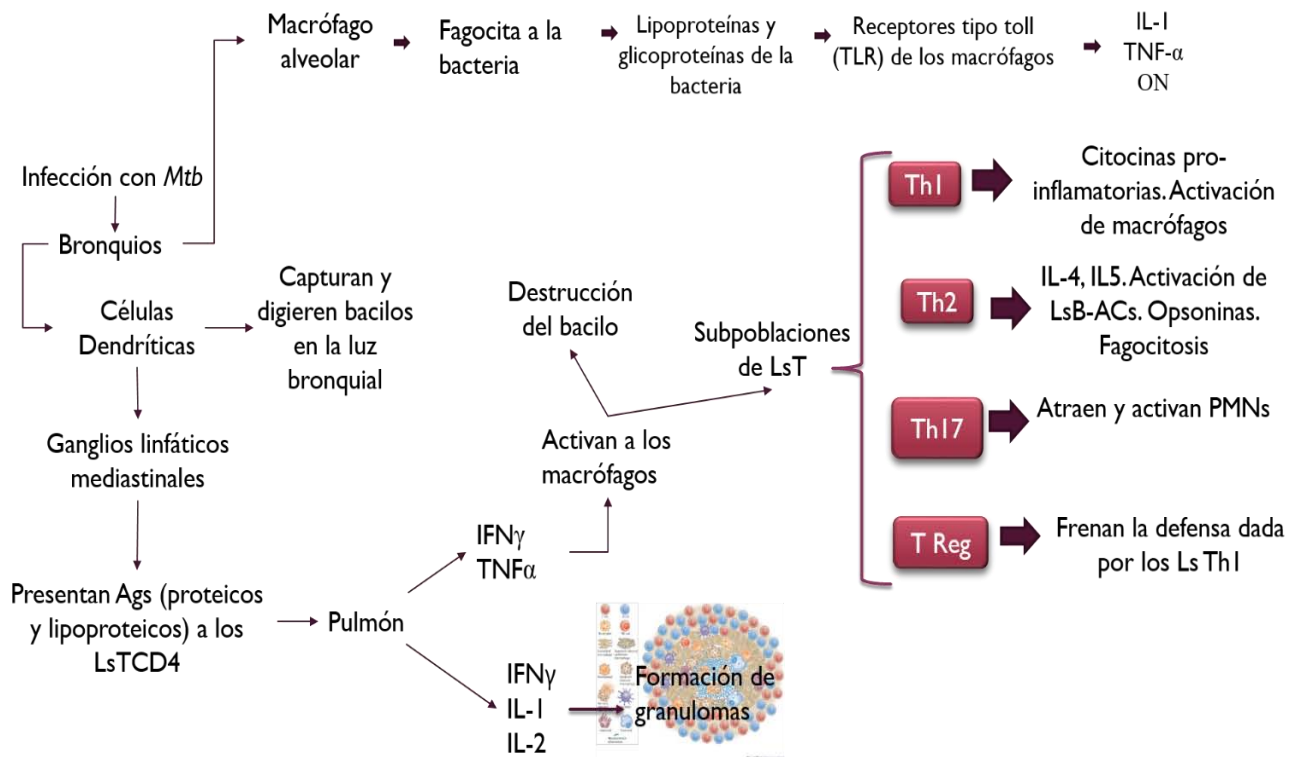 Macrófago
alveolar
Fagocita a la
bacteria
Lipoproteínas y
glicoproteínas de la
bacteria
Receptores tipo toll
(TLR) de los macrófagos
IL-1
TNF-α
ON
Infección con Mtb
Bronquios
Células
Dendríticas
Capturan y
digieren bacilos
en la luz
bronquial
Ganglios linfáticos
mediastinales
Presentan Ags (proteicos
y lipoproteicos) a los
LsTCD4
Pulmón
IFNγ
TNFα
Activan a los
macrófagos
Destrucción
del bacilo
IFNγ
IL-1
IL-2
Formación de
granulomas
Subpoblaciones
de LsT
Th1
Citocinas pro-
inflamatorias. Activación
de macrófagos
Th2
IL-4, IL5. Activación de
LsB-ACs. Opsoninas.
Fagocitosis
Th17
Atraen y activan PMNs
T Reg
Frenan la defensa dada
por los Ls Th1